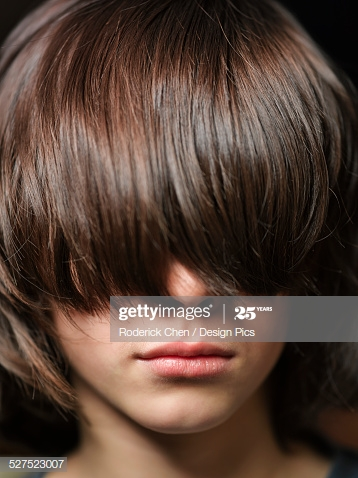 gettyimages 25 YEARS
Roderick Chen / Design Pics
527523007